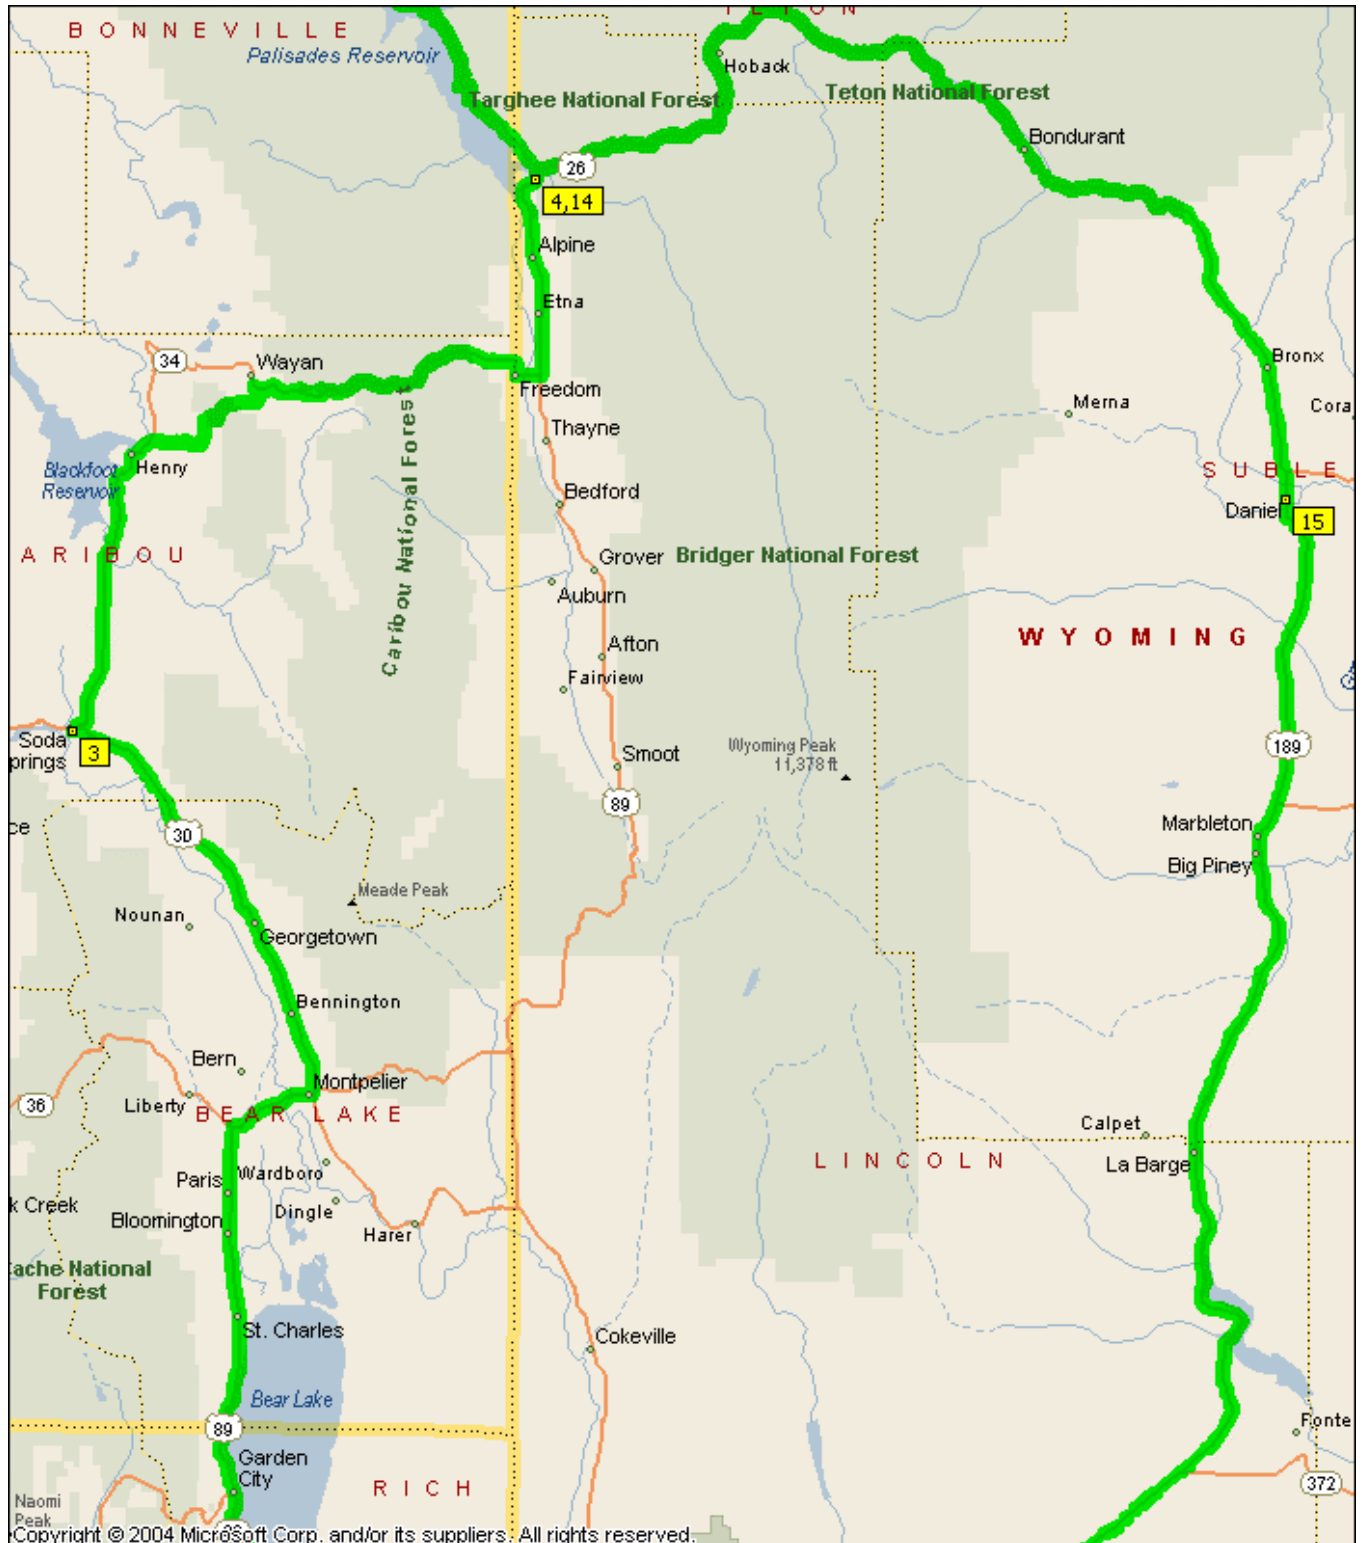 TETON
BONNEVILLE
Palisades Reservoir
Hoback
Targhee National Forest
Teton National Forest
Bondurant
26
4,14
Alpine
Etna
34
Wayan
Bronx
Freedom
Merna
Cora
Thayne
Henry
Blackfoot
Reservoir
SUBLE
Bedford
Daniel
15
Caribou National Forest
ARIBOU
Grover
Bridger National Forest
Auburn
WYOMING
Afton
Fairview
G
Soda
prings
3
Smoot
Wyoming Peak
11,378 ft
189
89
Marbleton
ce
30
Big Piney
Meade Peak
Nounan
Georgetown
Bennington
Bern
Montpelier
36
Liberty
BEAR LAKE
Calpet
LINCOLN
La Barge
Wardboro
Paris
k Creek
Dingle
Bloomington
Harer
ache National
Forest
St. Charles
Cokeville
Bear Lake
89
Fonte
Garden
City
RICH
372
Naomi
Peak
Copyright © 2004 Microsoft Corp. and/or its suppliers. All rights reserved.